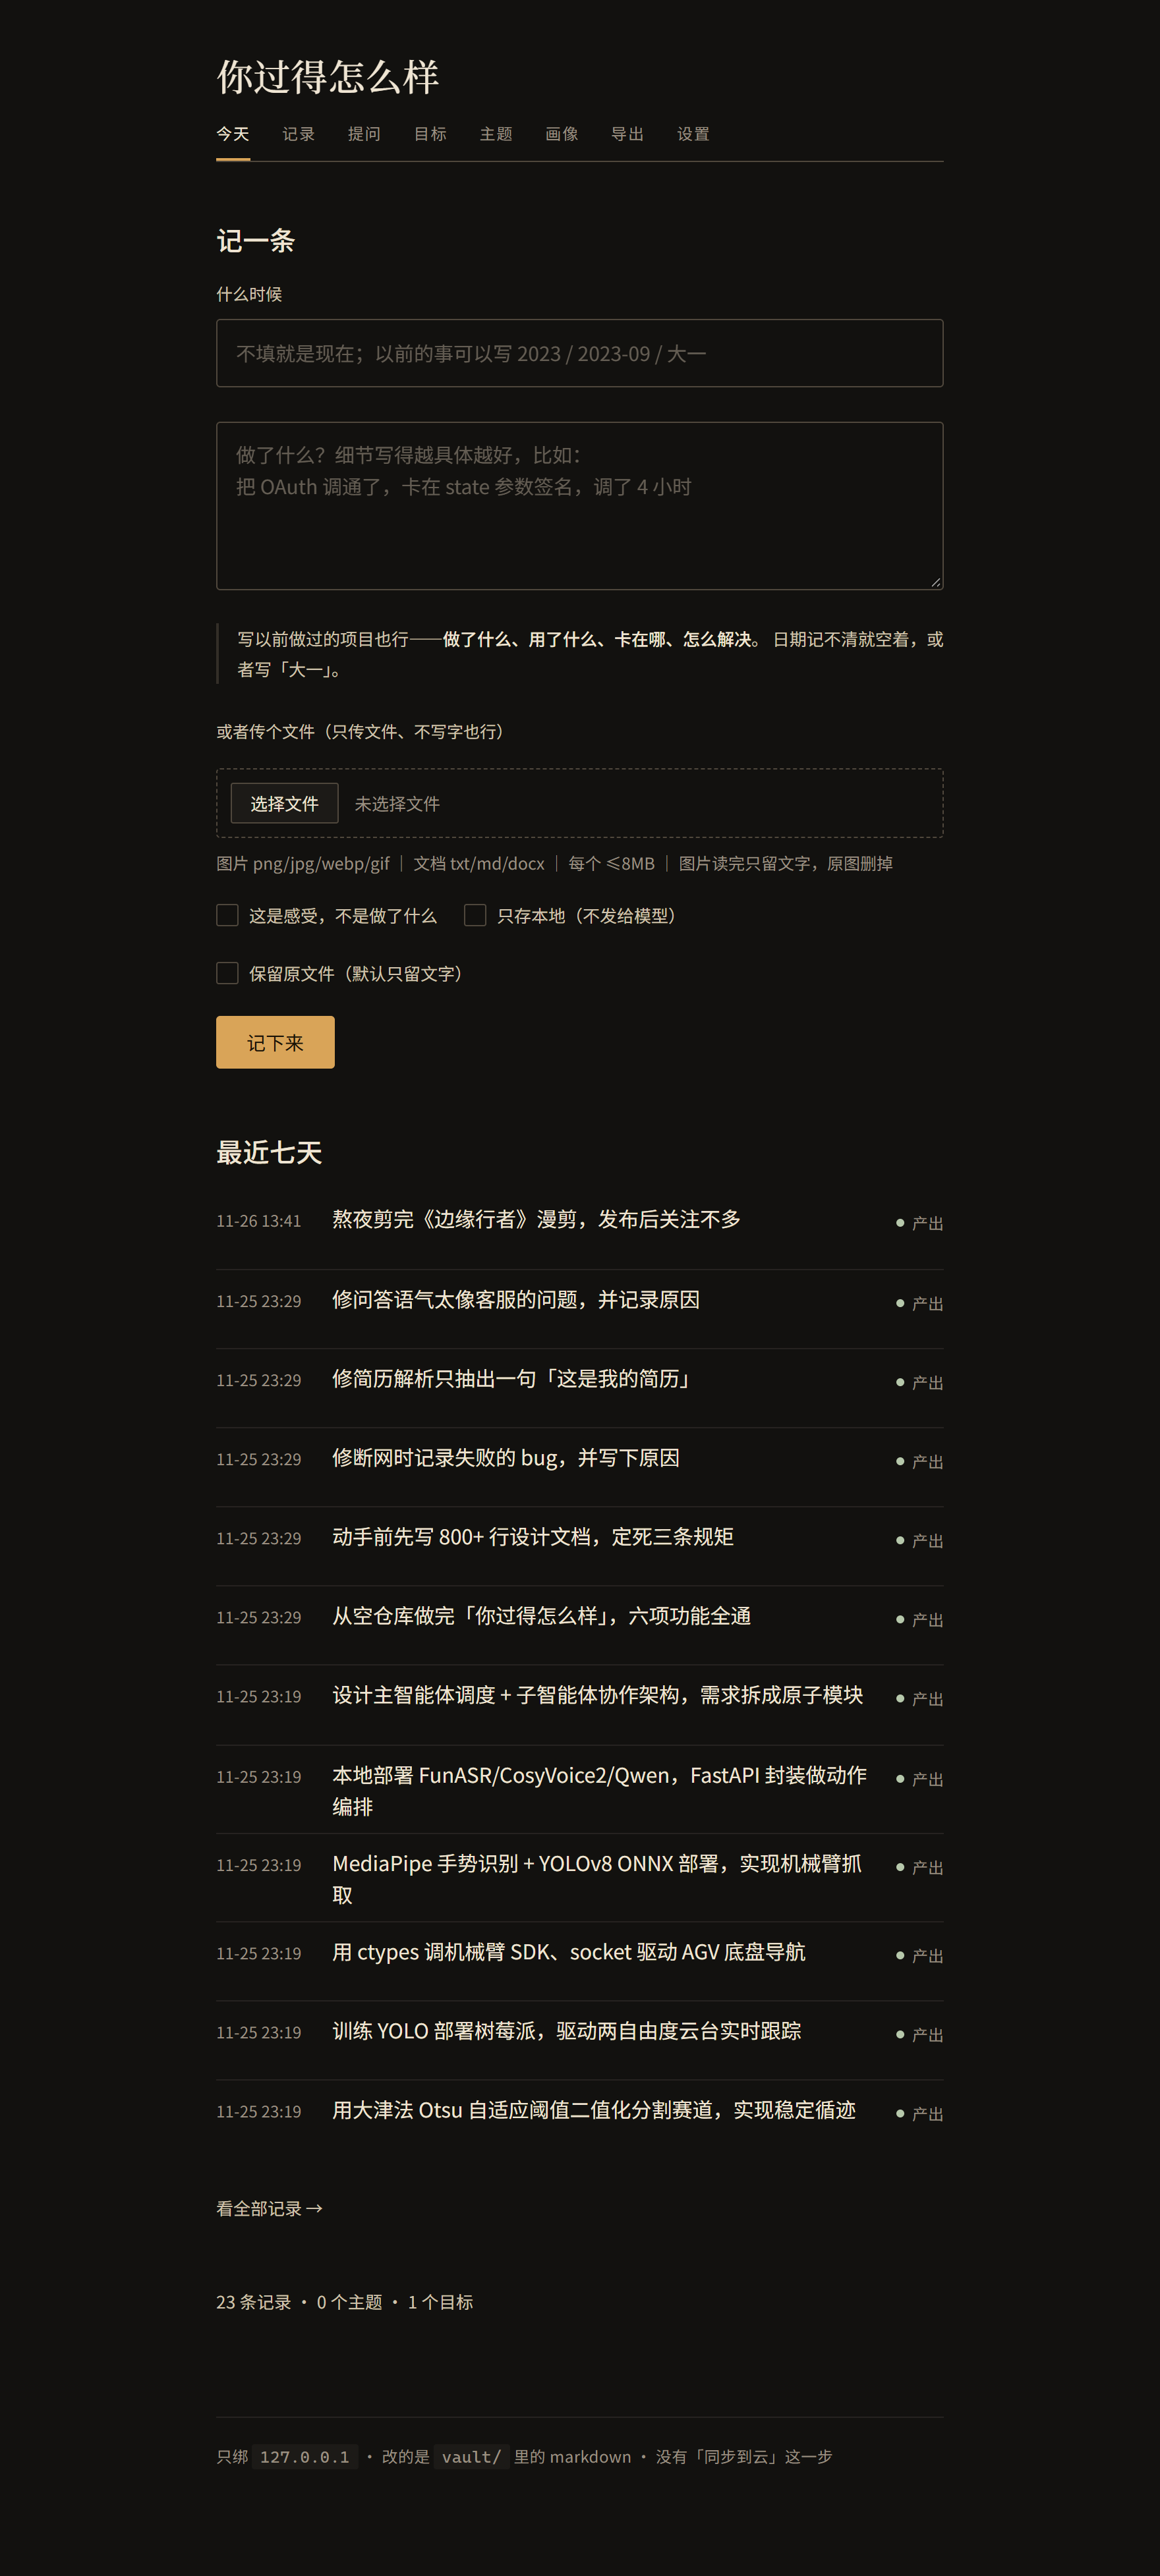 你过得怎么样
今天 记录 提问 目标 主题 画像 导出 设置
记一条
什么时候
不填就是现在；以前的事可以写 2023 / 2023-09 / 大一
做了什么？细节写得越具体越好，比如：
把 OAuth 调通了，卡在 state 参数签名，调了 4 小时
写以前做过的项目也行——做了什么、用了什么、卡在哪、怎么解决。 日期记不清就空着，或
者写「大一」。
或者传个文件（只传文件、不写字也行）
选择文件 未选择文件
图片 png/jpg/webp/gif ｜ 文档 txt/md/docx ｜ 每个 ≤8MB ｜ 图片读完只留文字，原图删掉
这是感受，不是做了什么 只存本地（不发给模型）
保留原文件（默认只留文字）
记下来
最近七天
11-26 13:41 熬夜剪完《边缘行者》漫剪，发布后关注不多 产出
11-25 23:29 修问答语气太像客服的问题，并记录原因 产出
11-25 23:29 修简历解析只抽出一句「这是我的简历」 产出
11-25 23:29 修断网时记录失败的 bug，并写下原因 产出
11-25 23:29 动手前先写 800+ 行设计文档，定死三条规矩 产出
11-25 23:29 从空仓库做完「你过得怎么样」，六项功能全通 产出
11-25 23:19 设计主智能体调度 + 子智能体协作架构，需求拆成原子模块 产出
11-25 23:19 本地部署 FunASR/CosyVoice2/Qwen，FastAPI 封装做动作 产出
编排
11-25 23:19 MediaPipe 手势识别 + YOLOv8 ONNX 部署，实现机械臂抓 产出
取
11-25 23:19 用 ctypes 调机械臂 SDK、socket 驱动 AGV 底盘导航 产出
11-25 23:19 训练 YOLO 部署树莓派，驱动两自由度云台实时跟踪 产出
11-25 23:19 用大津法 Otsu 自适应阈值二值化分割赛道，实现稳定循迹 产出
看全部记录 →
23 条记录 · 0 个主题 · 1 个目标
只绑 127.0.0.1 · 改的是 vault/ 里的 markdown · 没有「同步到云」这一步